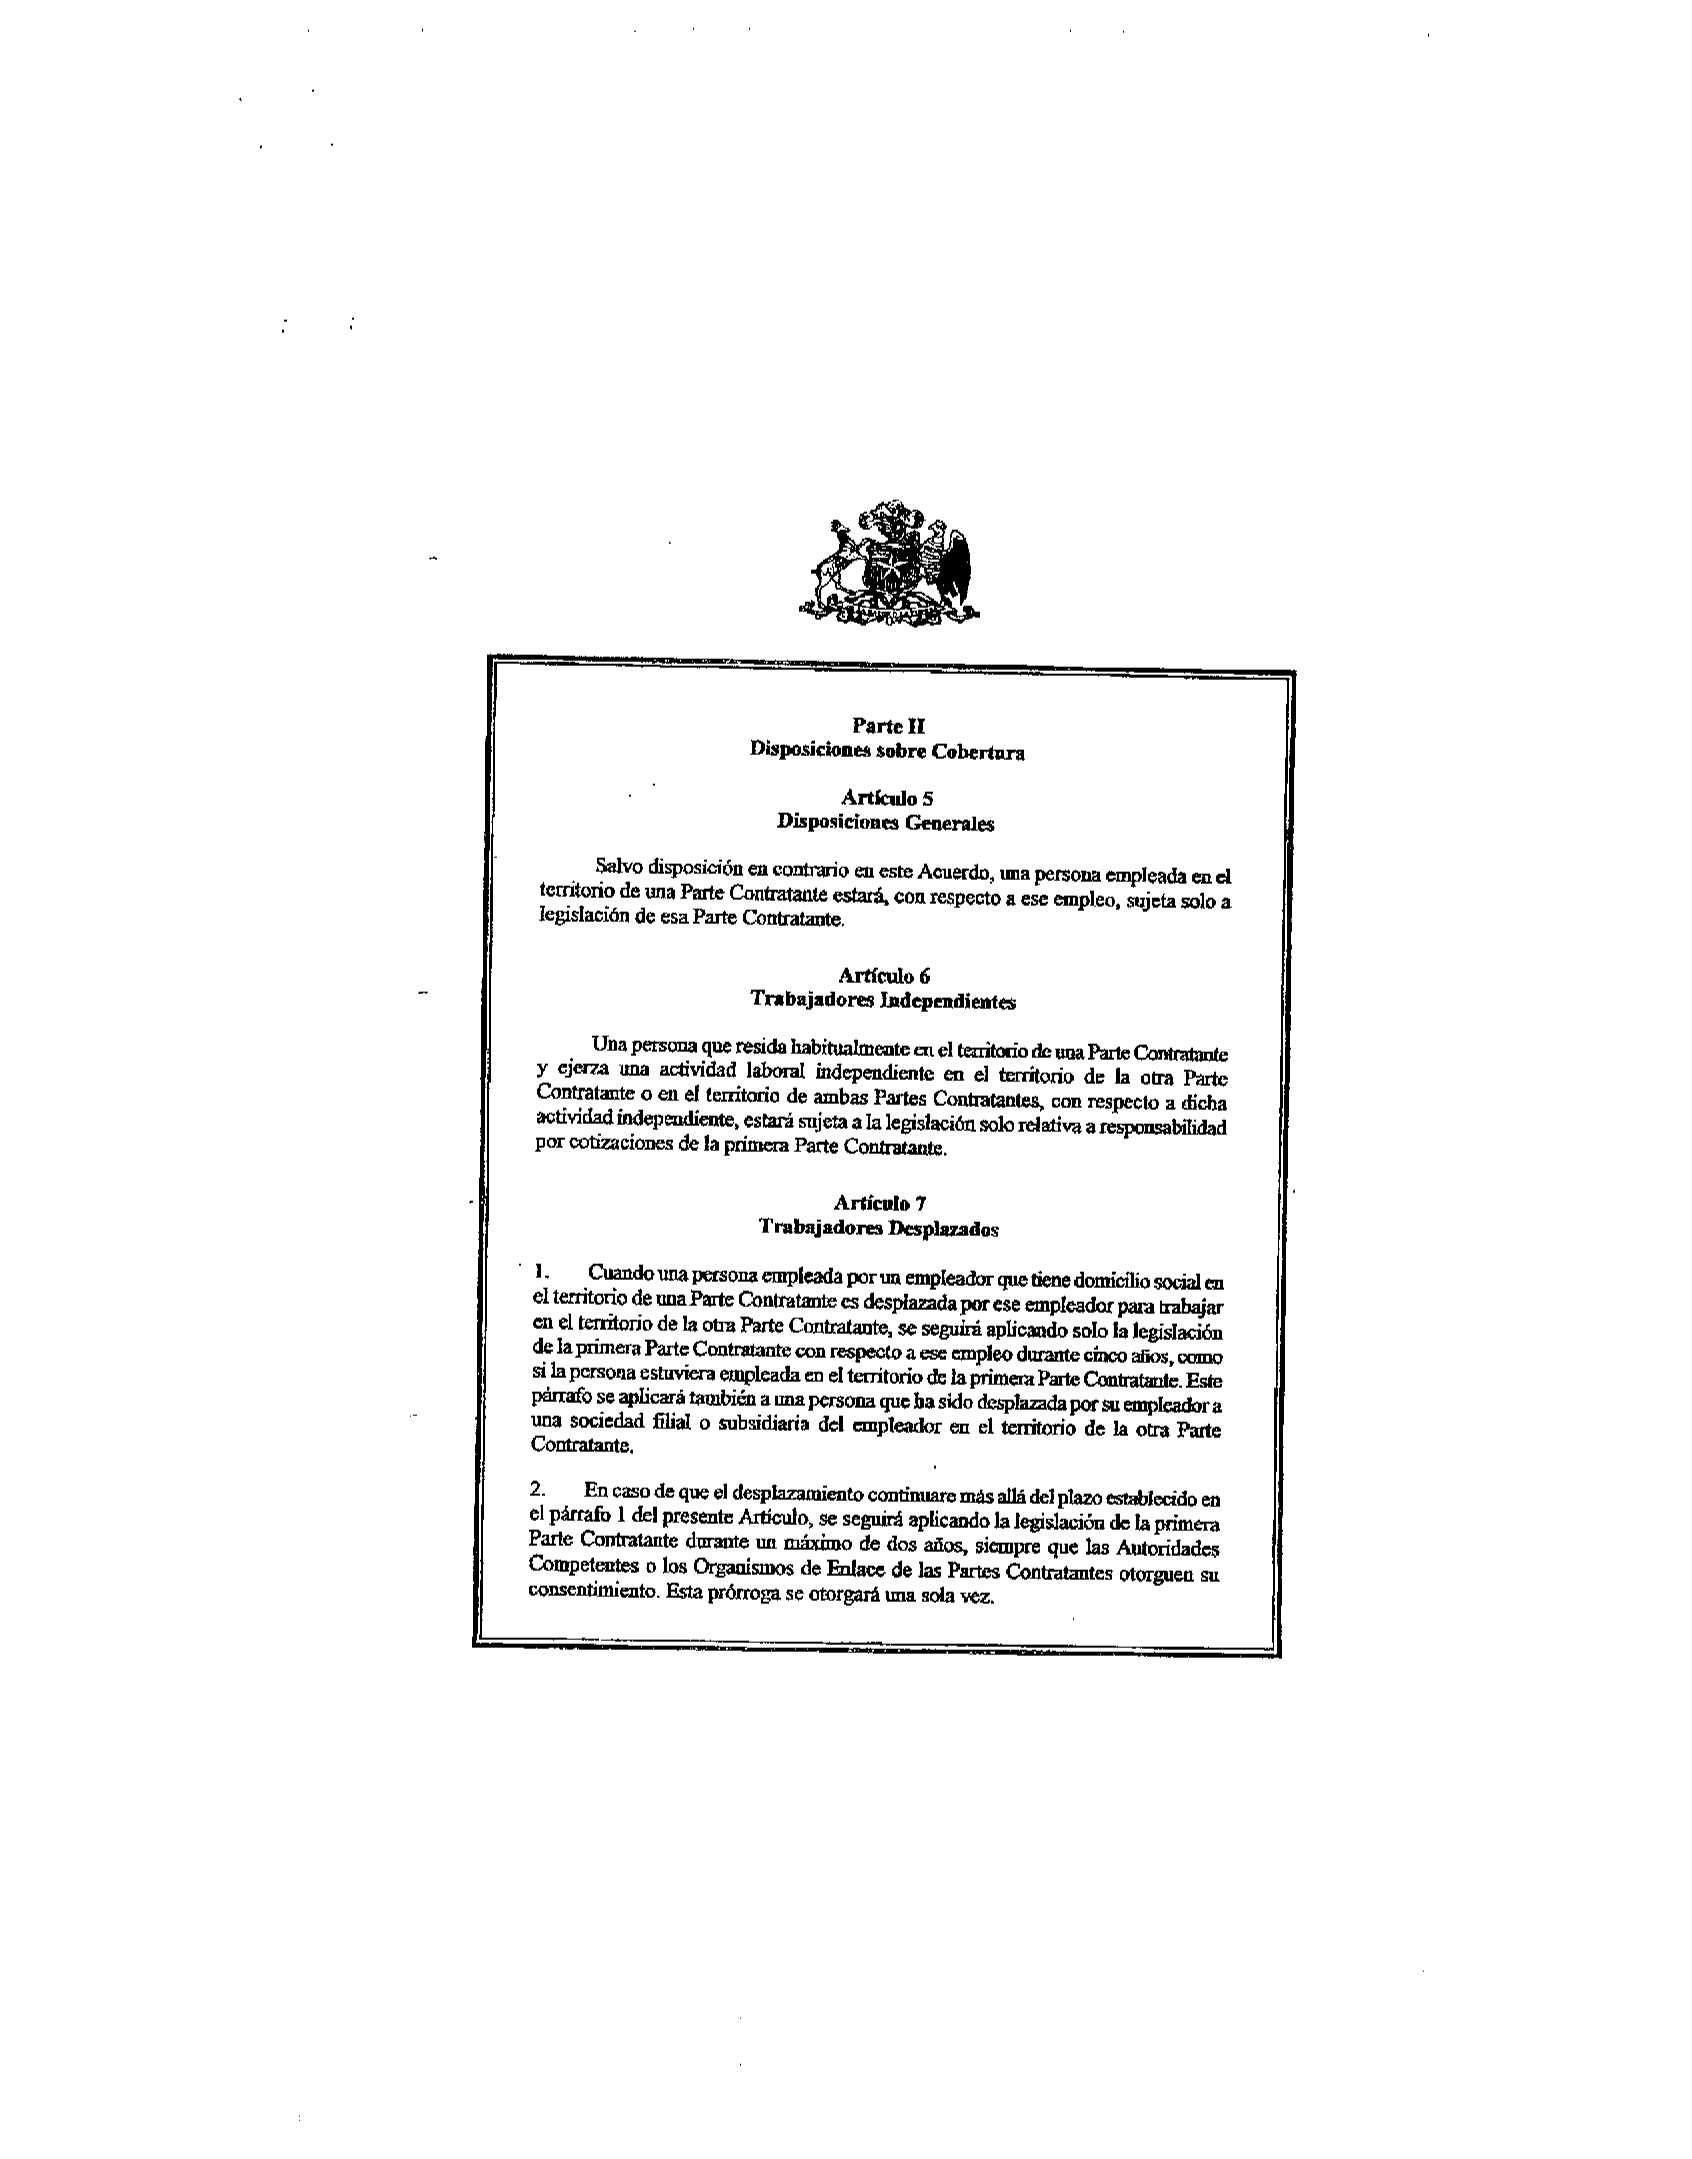 Parte II
Disposiciones sobre Cobertura
Artículo 5
Disposiciones Generales
Salvo disposición en contrario en este Acuerdo, una persona empleada en el
territorio de una Parte Contratante estará, con respecto a ese empleo, sujeta solo a
legislación de esa Parte Contratante.
Artículo 6
Trabajadores Independientes
Una persona que resida habitualmente en el territorio de una Parte Contratante
y ejerza una actividad laboral independiente en el territorio de la otra Parte
Contratante o en el territorio de ambas Partes Contratantes, con respecto a dicha
actividad independiente, estará sujeta a la legislación solo relativa a responsabilidad
por cotizaciones de la primera Parte Contratante.
Artículo 7
Trabajadores Desplazados
1. Cuando una persona empleada por un empleador que tiene domicilio social en
el territorio de una Parte Contratante es desplazada por ese empleador para trabajar
en el territorio de la otra Parte Contratante, se seguirá aplicando solo la legislación
de la primera Parte Contratante con respecto a ese empleo durante cinco años, como
si la persona estuviera empleada en el territorio de la primera Parte Contratante. Este
párrafo se aplicará también a una persona que ha sido desplazada por su empleador a
una sociedad filial o subsidiaria del empleador en el territorio de la otra Parte
Contratante.
2. En caso de que el desplazamiento continuare más allá del plazo establecido en
el párrafo 1 del presente Artículo, se seguirá aplicando la legislación de la primera
Parte Contratante durante un máximo de dos años, siempre que las Autoridades
Competentes o los Organismos de Enlace de las Partes Contratantes otorguen su
consentimiento. Esta prórroga se otorgará una sola vez.